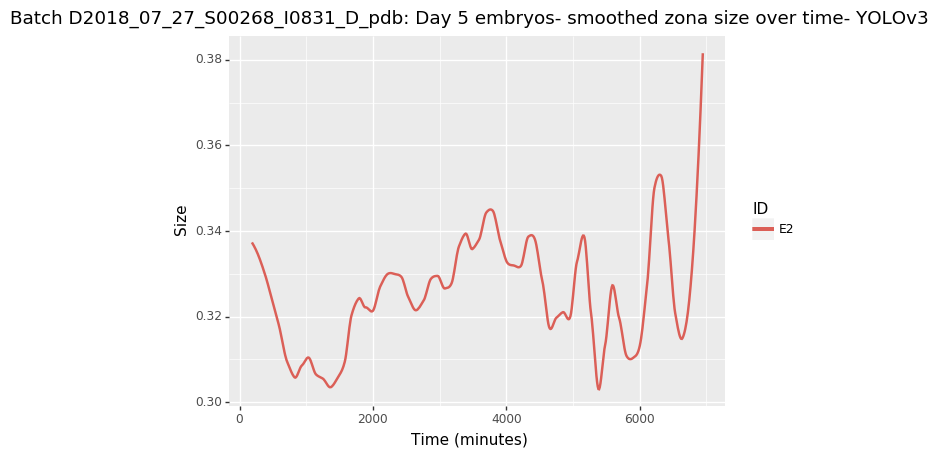 Batch D2018_07_27_S00268_I0831_D_pdb: Day 5 embryos- smoothed zona size over time- YOLOv3
0.38
0.36
0.34
0.32
0.30
Size
0
2000
4000
6000
Time (minutes)
ID
E2